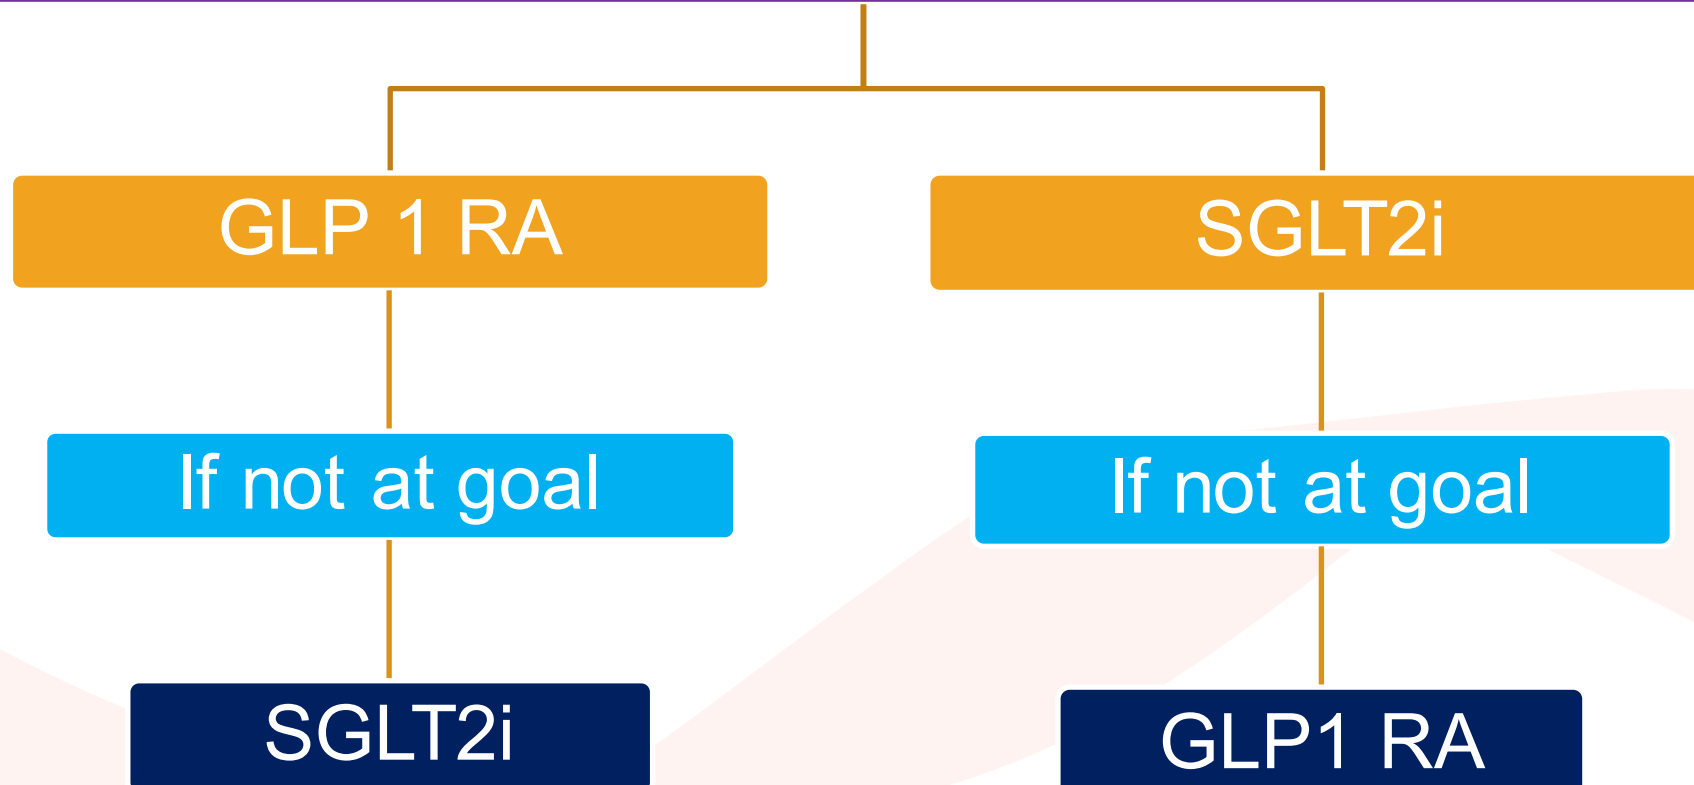 GLP 1 RA
SGLT2i
If not at goal
If not at goal
SGLT2i
GLP1 RA